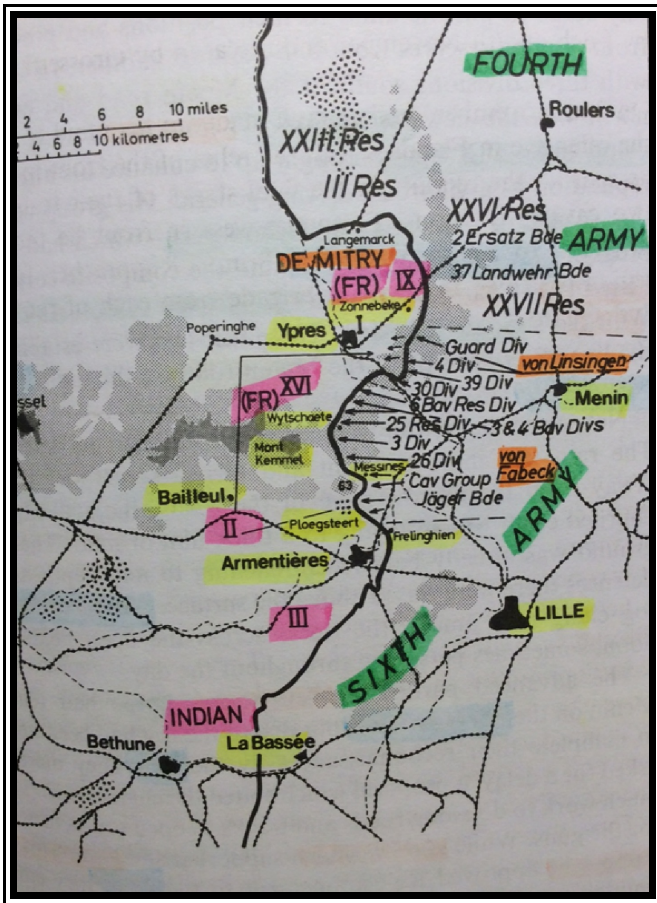 FOURTH
2 4 6 8 10 miles
2 4 6 8 10 kilometres
Roulers
XXIII Res
III Res
XXVI Res
2 Ersatz Bde
ARMY
Langemarck
DE MITRY
(FR) IX
37 Landwehr Bde
Zonnebeke
XXVII Res
I
Poperinghe
Ypres
Guard Div
4 Div
von Linsingen
39 Div
30 Div
(FR) XVI
6 Bav Res Div
Menin
ssel
Wytschaete
25 Res Div
3 & 4 Bav Divs
3 Div
Mont
Kemmel
26 Div
von
Fabeck
Messines
Cav Group
Bailleul
63
Jäger Bde
ARMY
II
Ploegsteert
Frelinghien
Armentières
III
LILLE
SIXTH
INDIAN
Bethune
La Bassée